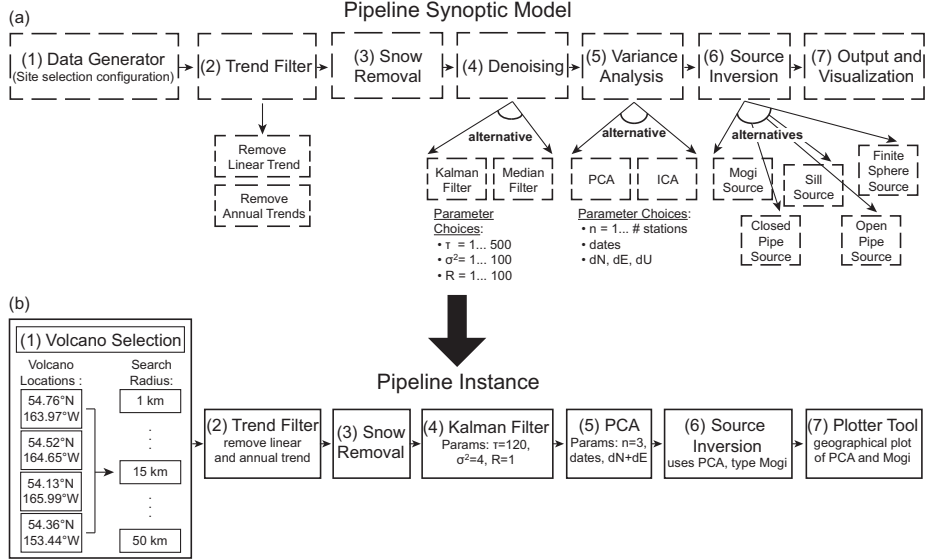 Pipeline Synoptic Model
(a)
(1) Data Generator
(Site selection configuration)
(2) Trend Filter
(3) Snow
Removal
(4) Denoising
(5) Variance
Analysis
(6) Source
Inversion
(7) Output and
Visualization
Remove
Linear Trend
Remove
Annual Trends
alternative
Kalman
Filter
Median
Filter
Parameter
Choices:
• τ = 1... 500
• σ²= 1... 100
• R = 1... 100
alternative
PCA
ICA
Parameter Choices:
• n = 1... # stations
• dates
• dN, dE, dU
alternatives
Mogi
Source
Closed
Pipe
Source
Sill
Source
Open
Pipe
Source
Finite
Sphere
Source
(b)
Pipeline Instance
(1) Volcano Selection
Volcano
Locations :
54.76°N
163.97°W
54.52°N
164.65°W
54.13°N
165.99°W
54.36°N
153.44°W
Search
Radius:
1 km
15 km
50 km
(2) Trend Filter
remove linear
and annual trend
(3) Snow
Removal
(4) Kalman Filter
Params: τ=120,
σ²=4, R=1
(5) PCA
Params: n=3,
dates, dN+dE
(6) Source
Inversion
uses PCA, type Mogi
(7) Plotter Tool
geographical plot
of PCA and Mogi